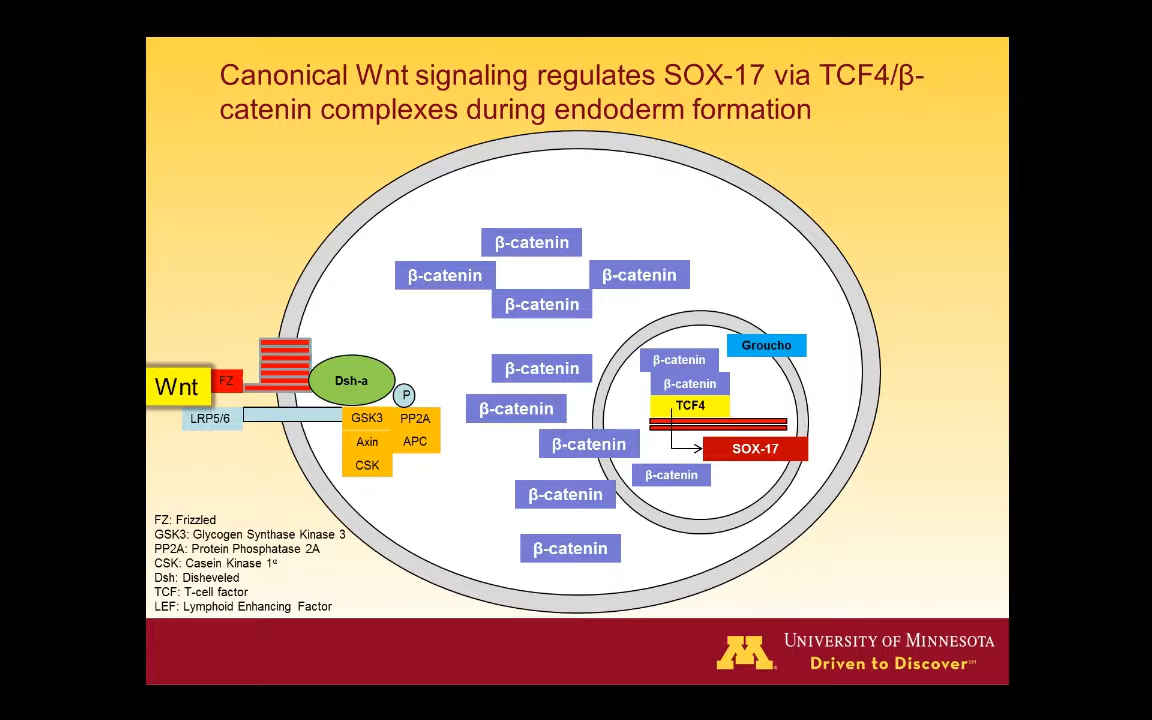 Canonical Wnt signaling regulates SOX-17 via TCF4/β-
catenin complexes during endoderm formation
β-catenin
β-catenin
β-catenin
β-catenin
Groucho
β-catenin
β-catenin
β-catenin
Wnt
FZ
Dsh-a
P
TCF4
LRP5/6
GSK3
PP2A
β-catenin
Axin
APC
β-catenin
SOX-17
CSK
β-catenin
β-catenin
β-catenin
FZ: Frizzled
GSK3: Glycogen Synthase Kinase 3
PP2A: Protein Phosphatase 2A
CSK: Casein Kinase 1α
Dsh: Disheveled
TCF: T-cell factor
LEF: Lymphoid Enhancing Factor
M
UNIVERSITY OF MINNESOTA
Driven to Discover℠